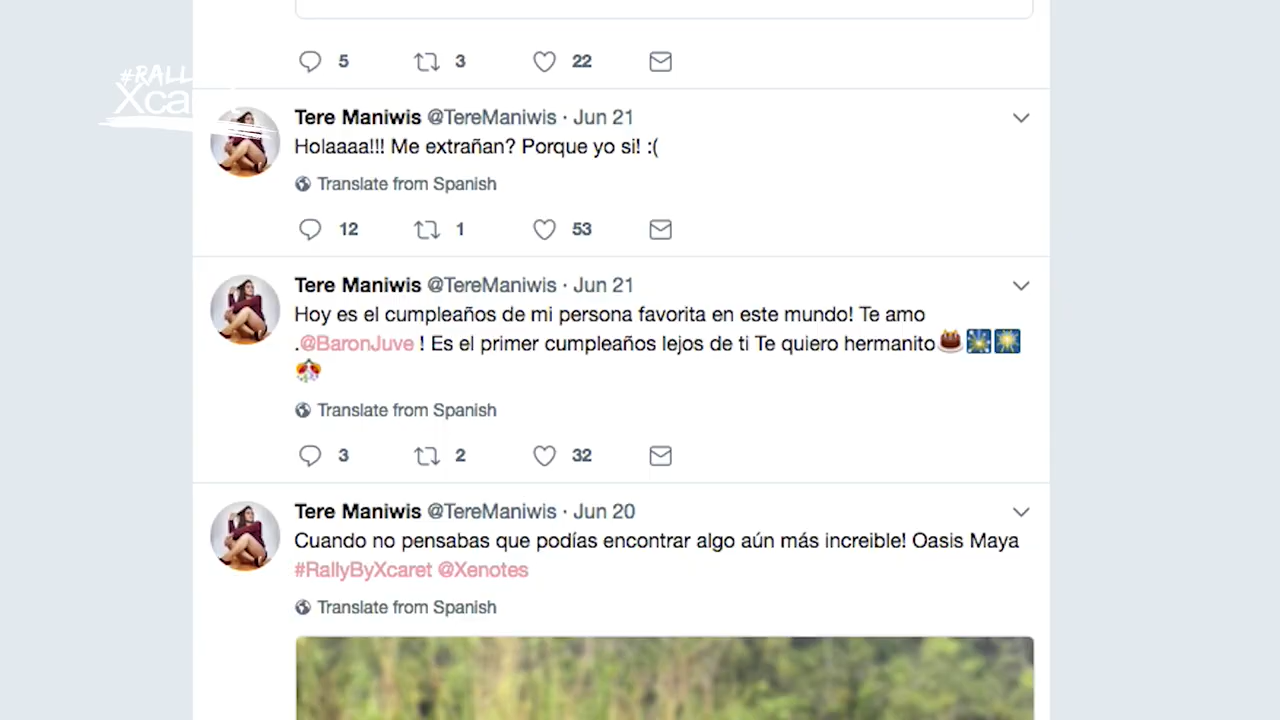 5 3 22
#RALL
Xcaret
Tere Maniwis @TereManiwis · Jun 21
Holaaaa!!! Me extrañan? Porque yo si! :(
Translate from Spanish
12 1 53
Tere Maniwis @TereManiwis · Jun 21
Hoy es el cumpleaños de mi persona favorita en este mundo! Te amo
.@BaronJuve ! Es el primer cumpleaños lejos de ti Te quiero hermanito
Translate from Spanish
3 2 32
Tere Maniwis @TereManiwis · Jun 20
Cuando no pensabas que podías encontrar algo aún más increible! Oasis Maya
#RallyByXcaret @Xenotes
Translate from Spanish